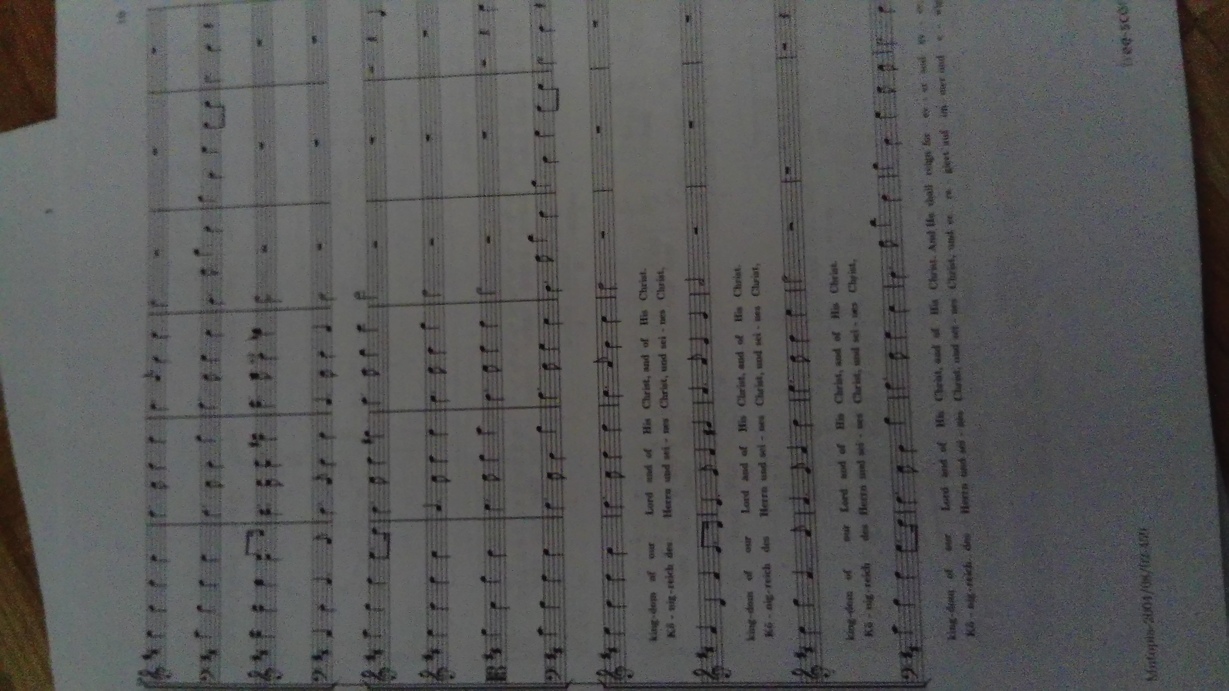 king-dom of our Lord and of His Christ, and of His Christ.
Kö - nig-reich des Herrn und sei - nes Christ, und sei - nes Christ,
king-dom of our Lord and of His Christ, and of His Christ.
Kö - nig-reich des Herrn und sei - nes Christ, und sei - nes Christ,
king-dom of our Lord and of His Christ, and of His Christ.
Kö - nig-reich des Herrn und sei - nes Christ, und sei - nes Christ,
king-dom of our Lord and of His Christ, and of His Christ. And He shall reign for ev - er and ev - er,
Kö - nig-reich des Herrn und sei - nes Christ, und sei - nes Christ, und er re giert auf im mer und e - wig
Mutopia-2004/08/02-459
free-scor